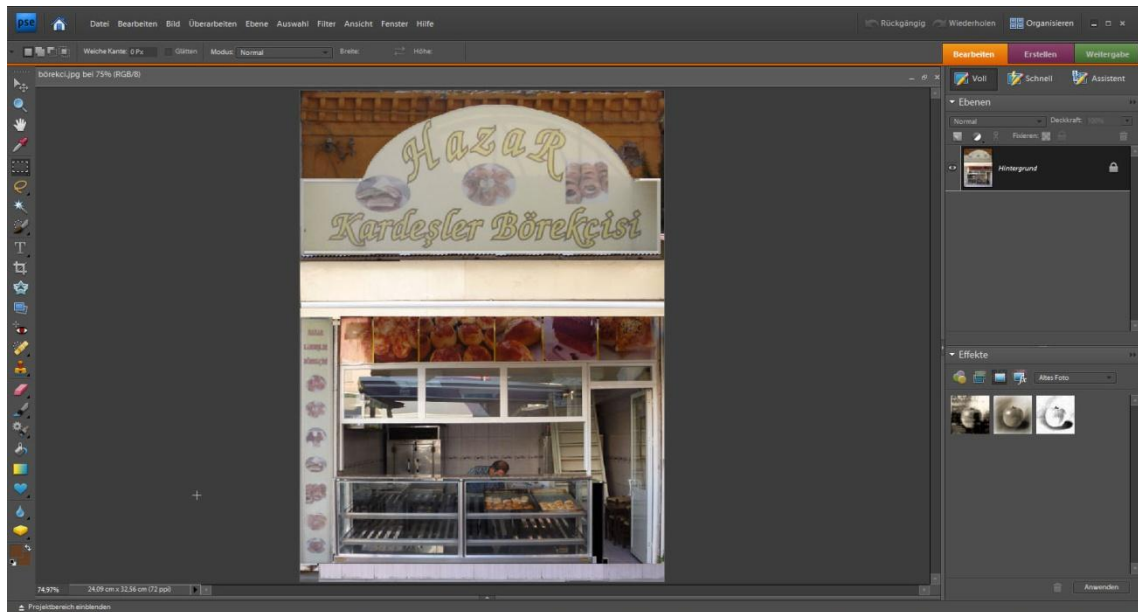 pse Datei Bearbeiten Bild Überarbeiten Ebene Auswahl Filter Ansicht Fenster Hilfe Rückgängig Wiederholen Organisieren
Weiche Kante: 0 Px Glätten Modus: Normal Breite: Höhe:
Bearbeiten Erstellen Weitergabe
börekci.jpg bei 75% (RGB/8)
Voll Schnell Assistent
Ebenen
Normal Deckkraft: 100%
Fixieren:
Hintergrund
Hazar
Kardeşler Börekçisi
Effekte
Altes Foto
Anwenden
74,97% 24,09 cm x 32,56 cm (72 ppi)
Projektbereich einblenden